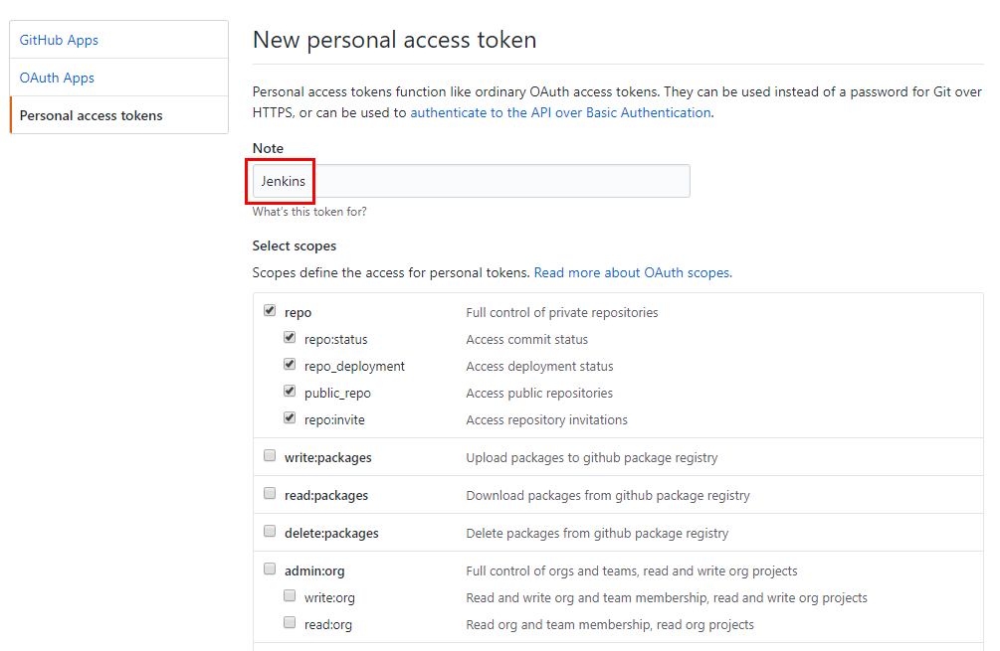 GitHub Apps
OAuth Apps
Personal access tokens
New personal access token
Personal access tokens function like ordinary OAuth access tokens. They can be used instead of a password for Git over
HTTPS, or can be used to authenticate to the API over Basic Authentication.
Note
Jenkins
What's this token for?
Select scopes
Scopes define the access for personal tokens. Read more about OAuth scopes.
repo Full control of private repositories
repo:status Access commit status
repo_deployment Access deployment status
public_repo Access public repositories
repo:invite Access repository invitations
write:packages Upload packages to github package registry
read:packages Download packages from github package registry
delete:packages Delete packages from github package registry
admin:org Full control of orgs and teams, read and write org projects
write:org Read and write org and team membership, read and write org projects
read:org Read org and team membership, read org projects